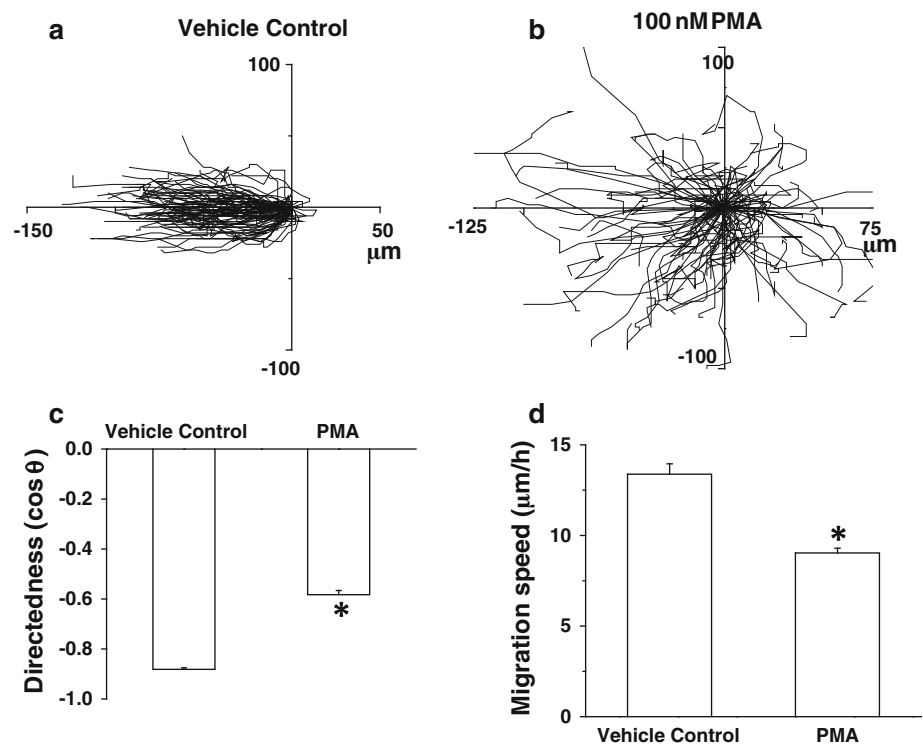 a
Vehicle Control
100
-150
50
μm
-100
b
100 nM PMA
100
-125
75
μm
-100
c
Vehicle Control
PMA
0.0
-0.2
-0.4
-0.6
-0.8
-1.0
Directedness (cos θ)
*
d
15
10
5
0
Migration speed (μm/h)
*
Vehicle Control
PMA